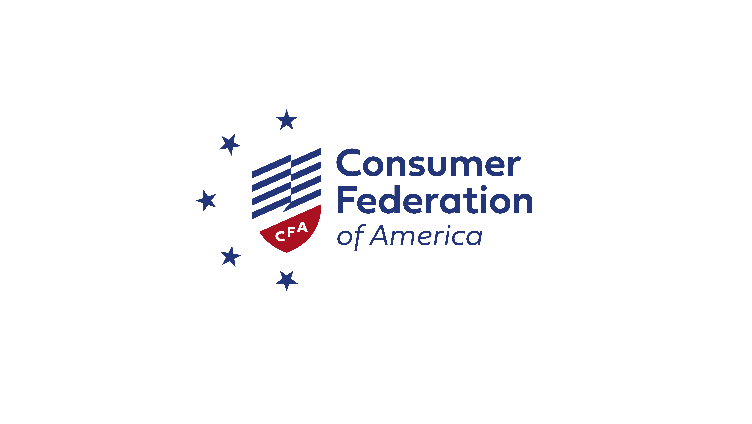 Consumer
Federation
of America
CFA